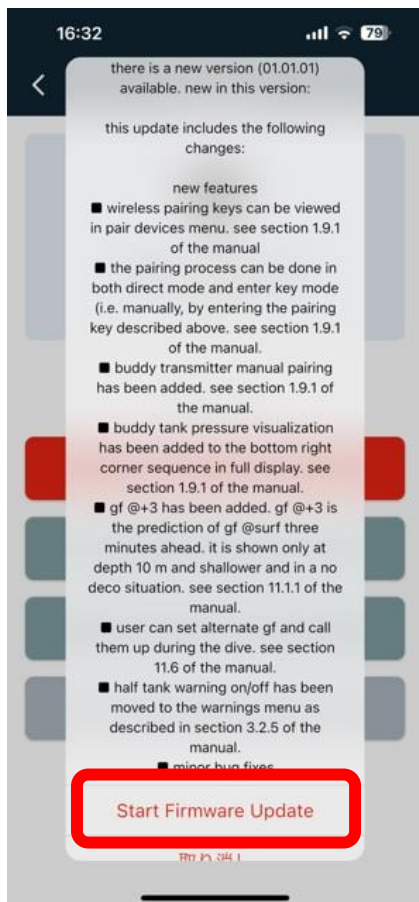 16:32
79
there is a new version (01.01.01)
available. new in this version:
this update includes the following
changes:
new features
■ wireless pairing keys can be viewed
in pair devices menu. see section 1.9.1
of the manual
■ the pairing process can be done in
both direct mode and enter key mode
(i.e. manually, by entering the pairing
key described above. see section 1.9.1
of the manual.
■ buddy transmitter manual pairing
has been added. see section 1.9.1 of
the manual.
■ buddy tank pressure visualization
has been added to the bottom right
corner sequence in full display. see
section 1.9.1 of the manual.
■ gf @+3 has been added. gf @+3 is
the prediction of gf @surf three
minutes ahead. it is shown only at
depth 10 m and shallower and in a no
deco situation. see section 11.1.1 of the
manual.
■ user can set alternate gf and call
them up during the dive. see section
11.6 of the manual.
■ half tank warning on/off has been
moved to the warnings menu as
described in section 3.2.5 of the
manual.
■ minor bug fixes
Start Firmware Update
取り消し